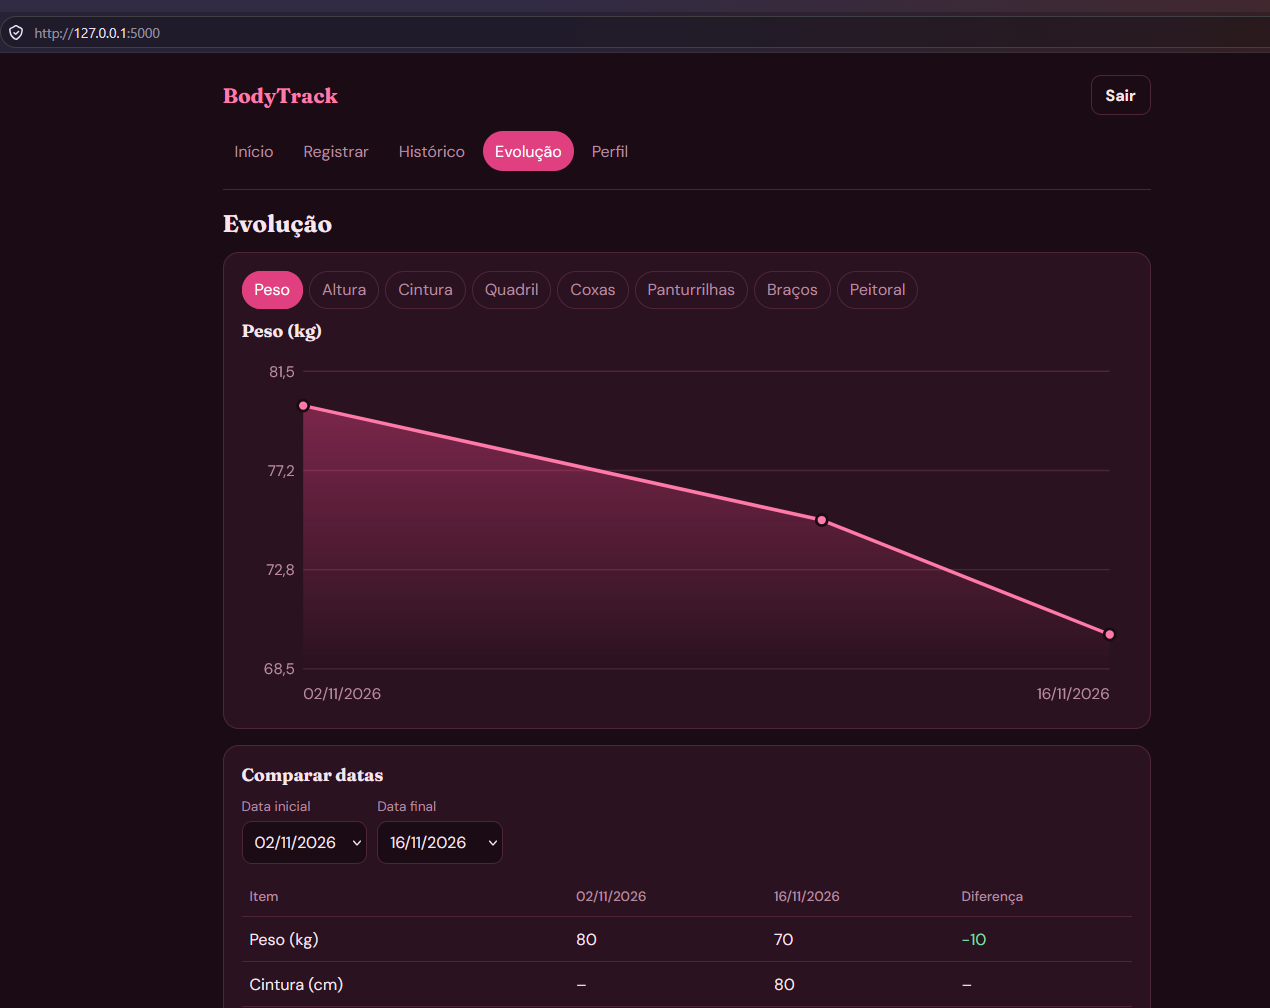 http://127.0.0.1:5000
BodyTrack
Sair
Início Registrar Histórico Evolução Perfil
Evolução
Peso Altura Cintura Quadril Coxas Panturrilhas Braços Peitoral
Peso (kg)
81,5
77,2
72,8
68,5
02/11/2026 16/11/2026
Comparar datas
Data inicial Data final
02/11/2026 16/11/2026
Item 02/11/2026 16/11/2026 Diferença
Peso (kg) 80 70 -10
Cintura (cm) – 80 –